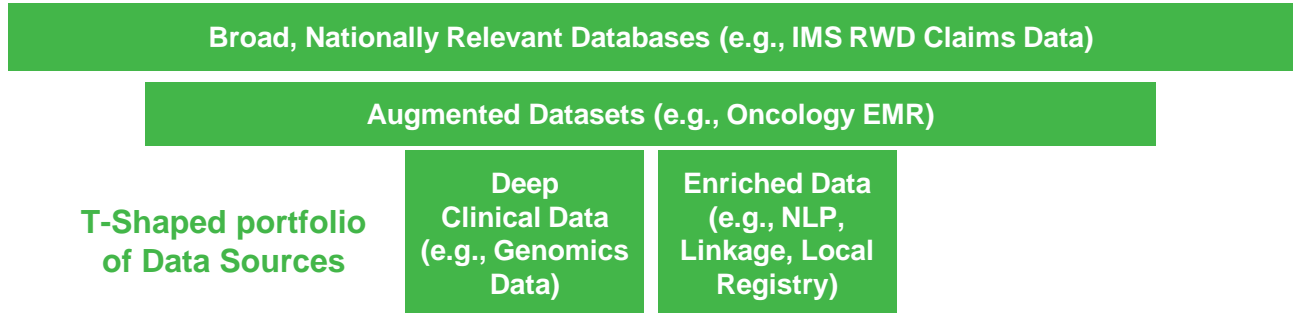 Broad, Nationally Relevant Databases (e.g., IMS RWD Claims Data)
Augmented Datasets (e.g., Oncology EMR)
T-Shaped portfolio
of Data Sources
Deep
Clinical Data
(e.g., Genomics
Data)
Enriched Data
(e.g., NLP,
Linkage, Local
Registry)